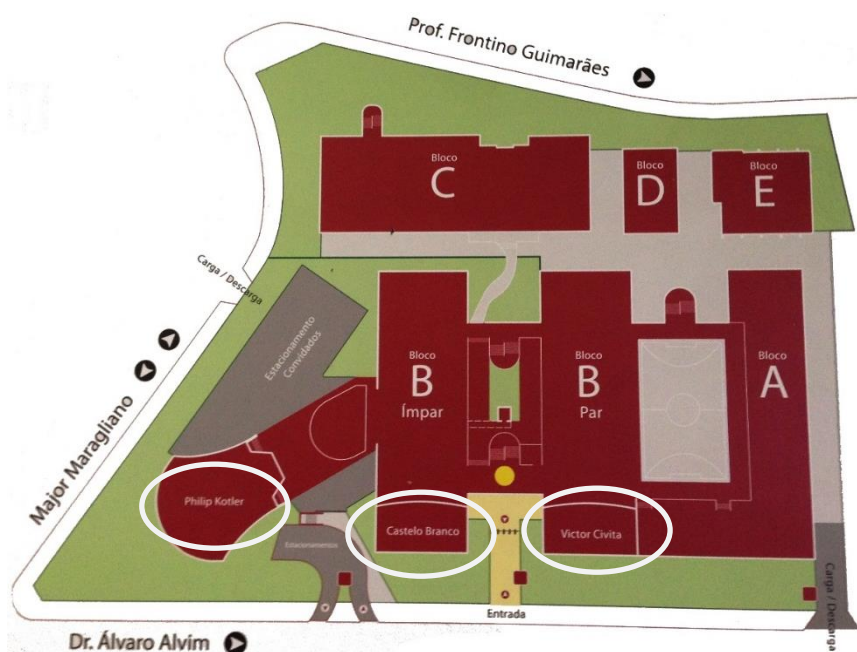 Prof. Frontino Guimarães
Bloco
C
Bloco
D
Bloco
E
Carga / Descarga
Estacionamento
Convidados
Bloco
B
Ímpar
Bloco
B
Par
Bloco
A
Major Maragliano
Philip Kotler
Castelo Branco
Victor Civita
Estacionamentos
Entrada
Carga / Descarga
Dr. Álvaro Alvim